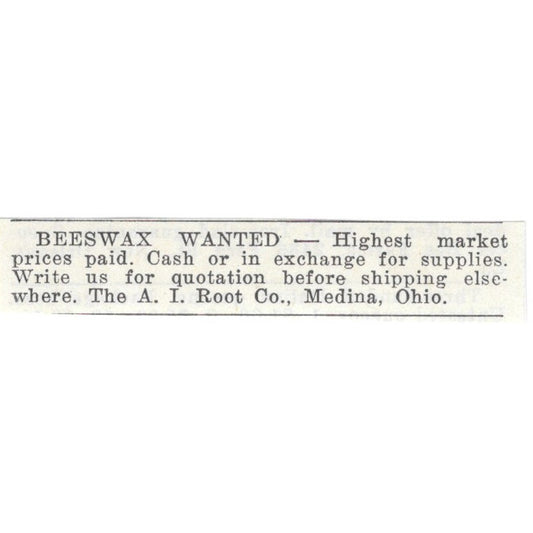 BEESWAX WANTED — Highest market
prices paid. Cash or in exchange for supplies.
Write us for quotation before shipping else-
where. The A. I. Root Co., Medina, Ohio.